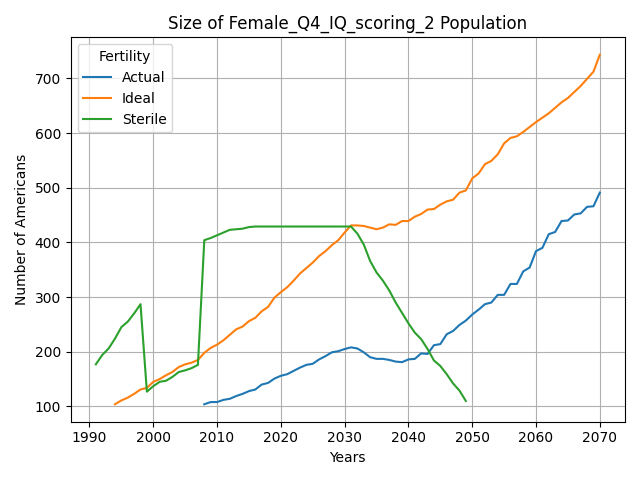 Size of Female_Q4_IQ_scoring_2 Population
Fertility
Actual
Ideal
Sterile
Number of Americans
700
600
500
400
300
200
100
1990 2000 2010 2020 2030 2040 2050 2060 2070
Years